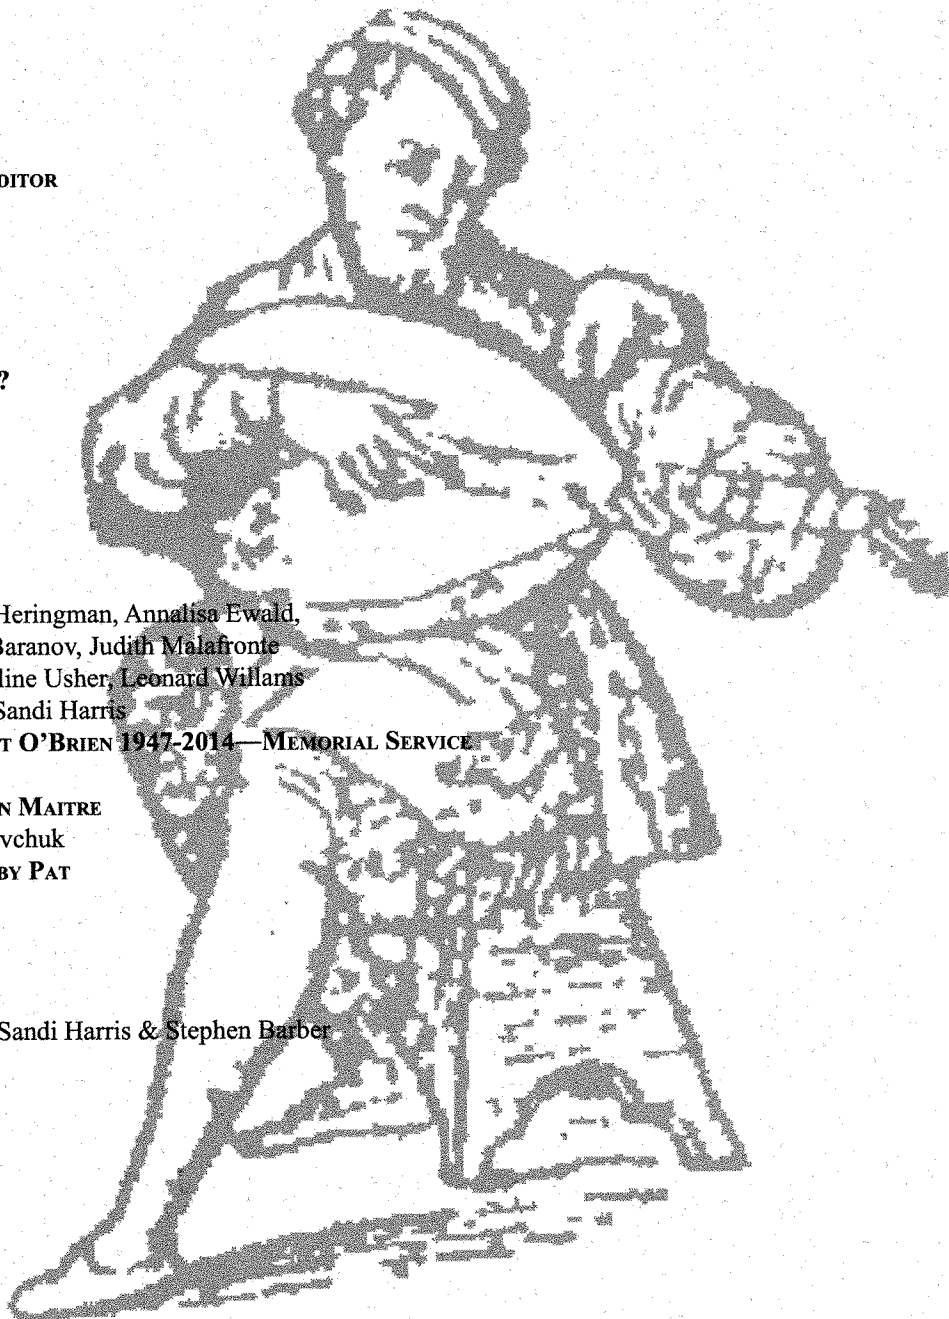 DITOR
?
Heringman, Annalisa Ewald,
Baranov, Judith Malafronte
line Usher, Leonard Willams
Sandi Harris
T O'BRIEN 1947-2014—MEMORIAL SERVICE
N MAITRE
vchuk
BY PAT
Sandi Harris & Stephen Barber